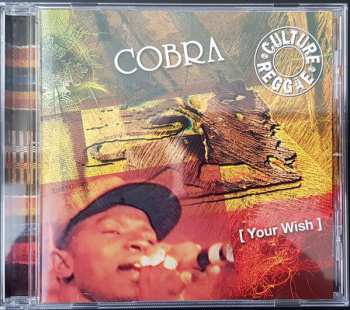 COBRA
CULTURE
REGGAE
[ Your Wish ]